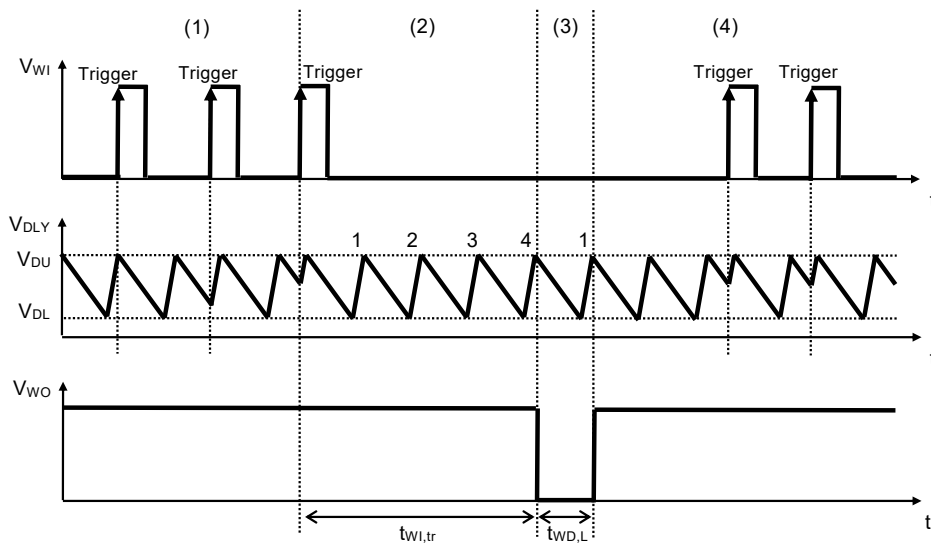 (1) (2) (3) (4)
VWI
Trigger Trigger Trigger Trigger Trigger
VDLY
VDU
1 2 3 4 1
VDL
VWO
tWI,tr tWD,L
t